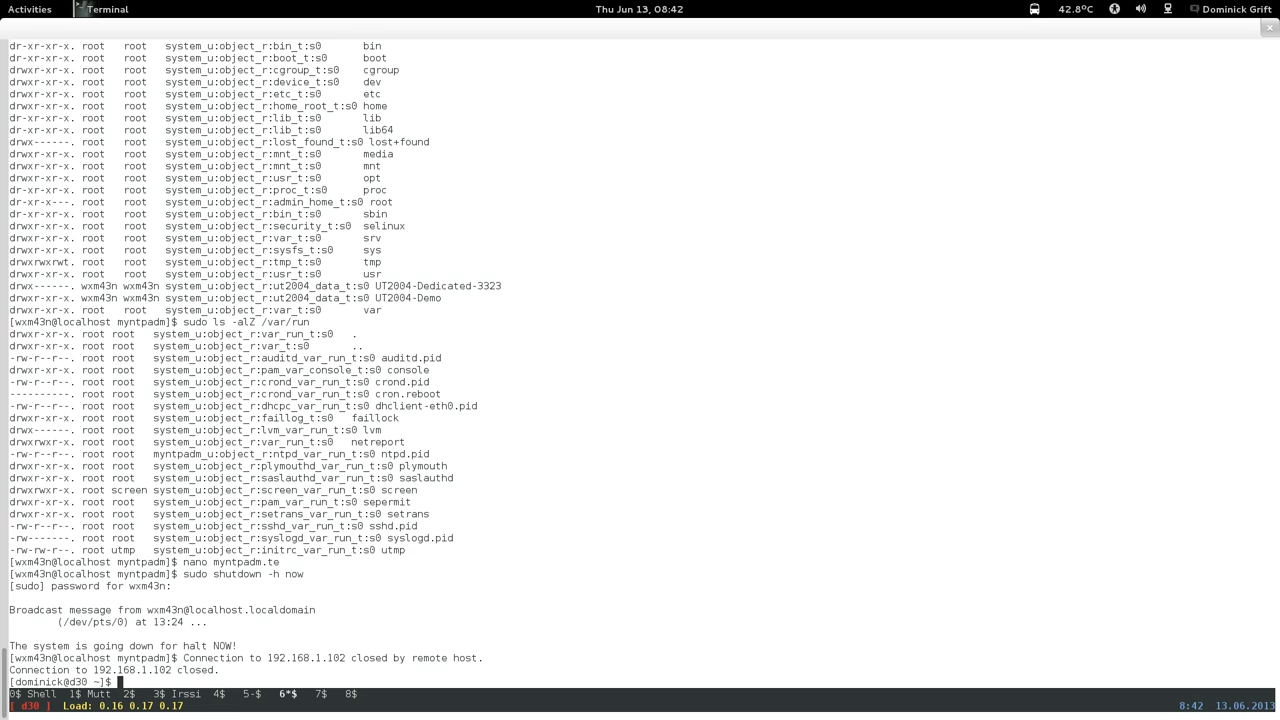 Activities Terminal Thu Jun 13, 08:42 42.8°C Dominick Grift
dr-xr-xr-x. root root system_u:object_r:bin_t:s0 bin
dr-xr-xr-x. root root system_u:object_r:boot_t:s0 boot
drwxr-xr-x. root root system_u:object_r:cgroup_t:s0 cgroup
drwxr-xr-x. root root system_u:object_r:device_t:s0 dev
drwxr-xr-x. root root system_u:object_r:etc_t:s0 etc
drwxr-xr-x. root root system_u:object_r:home_root_t:s0 home
dr-xr-xr-x. root root system_u:object_r:lib_t:s0 lib
dr-xr-xr-x. root root system_u:object_r:lib_t:s0 lib64
drwx------. root root system_u:object_r:lost_found_t:s0 lost+found
drwxr-xr-x. root root system_u:object_r:mnt_t:s0 media
drwxr-xr-x. root root system_u:object_r:mnt_t:s0 mnt
drwxr-xr-x. root root system_u:object_r:usr_t:s0 opt
dr-xr-xr-x. root root system_u:object_r:proc_t:s0 proc
dr-xr-x---. root root system_u:object_r:admin_home_t:s0 root
dr-xr-xr-x. root root system_u:object_r:bin_t:s0 sbin
drwxr-xr-x. root root system_u:object_r:security_t:s0 selinux
drwxr-xr-x. root root system_u:object_r:var_t:s0 srv
drwxr-xr-x. root root system_u:object_r:sysfs_t:s0 sys
drwxrwxrwt. root root system_u:object_r:tmp_t:s0 tmp
drwxr-xr-x. root root system_u:object_r:usr_t:s0 usr
drwx------. wxm43n wxm43n system_u:object_r:ut2004_data_t:s0 UT2004-Dedicated-3323
drwxr-xr-x. wxm43n wxm43n system_u:object_r:ut2004_data_t:s0 UT2004-Demo
drwxr-xr-x. root root system_u:object_r:var_t:s0 var
[wxm43n@localhost myntpadm]$ sudo ls -alZ /var/run
drwxr-xr-x. root root system_u:object_r:var_run_t:s0 .
drwxr-xr-x. root root system_u:object_r:var_t:s0 ..
-rw-r--r--. root root system_u:object_r:auditd_var_run_t:s0 auditd.pid
drwxr-xr-x. root root system_u:object_r:pam_var_console_t:s0 console
-rw-r--r--. root root system_u:object_r:crond_var_run_t:s0 crond.pid
----------. root root system_u:object_r:crond_var_run_t:s0 cron.reboot
-rw-r--r--. root root system_u:object_r:dhcpc_var_run_t:s0 dhclient-eth0.pid
drwxr-xr-x. root root system_u:object_r:faillog_t:s0 faillock
drwx------. root root system_u:object_r:lvm_var_run_t:s0 lvm
drwxrwxr-x. root root system_u:object_r:var_run_t:s0 netreport
-rw-r--r--. root root myntpadm_u:object_r:ntpd_var_run_t:s0 ntpd.pid
drwxr-xr-x. root root system_u:object_r:plymouthd_var_run_t:s0 plymouth
drwxr-xr-x. root root system_u:object_r:saslauthd_var_run_t:s0 saslauthd
drwxrwxr-x. root screen system_u:object_r:screen_var_run_t:s0 screen
drwxr-xr-x. root root system_u:object_r:pam_var_run_t:s0 sepermit
drwxr-xr-x. root root system_u:object_r:setrans_var_run_t:s0 setrans
-rw-r--r--. root root system_u:object_r:sshd_var_run_t:s0 sshd.pid
-rw-------. root root system_u:object_r:syslogd_var_run_t:s0 syslogd.pid
-rw-rw-r--. root utmp system_u:object_r:initrc_var_run_t:s0 utmp
[wxm43n@localhost myntpadm]$ nano myntpadm.te
[wxm43n@localhost myntpadm]$ sudo shutdown -h now
[sudo] password for wxm43n:
Broadcast message from wxm43n@localhost.localdomain
(/dev/pts/0) at 13:24 ...
The system is going down for halt NOW!
[wxm43n@localhost myntpadm]$ Connection to 192.168.1.102 closed by remote host.
Connection to 192.168.1.102 closed.
[dominick@d30 ~]$
0$ Shell 1$ Mutt 2$ 3$ Irssi 4$ 5-$ 6*$ 7$ 8$
[ d30 ] Load: 0.16 0.17 0.17 8:42 13.06.2013